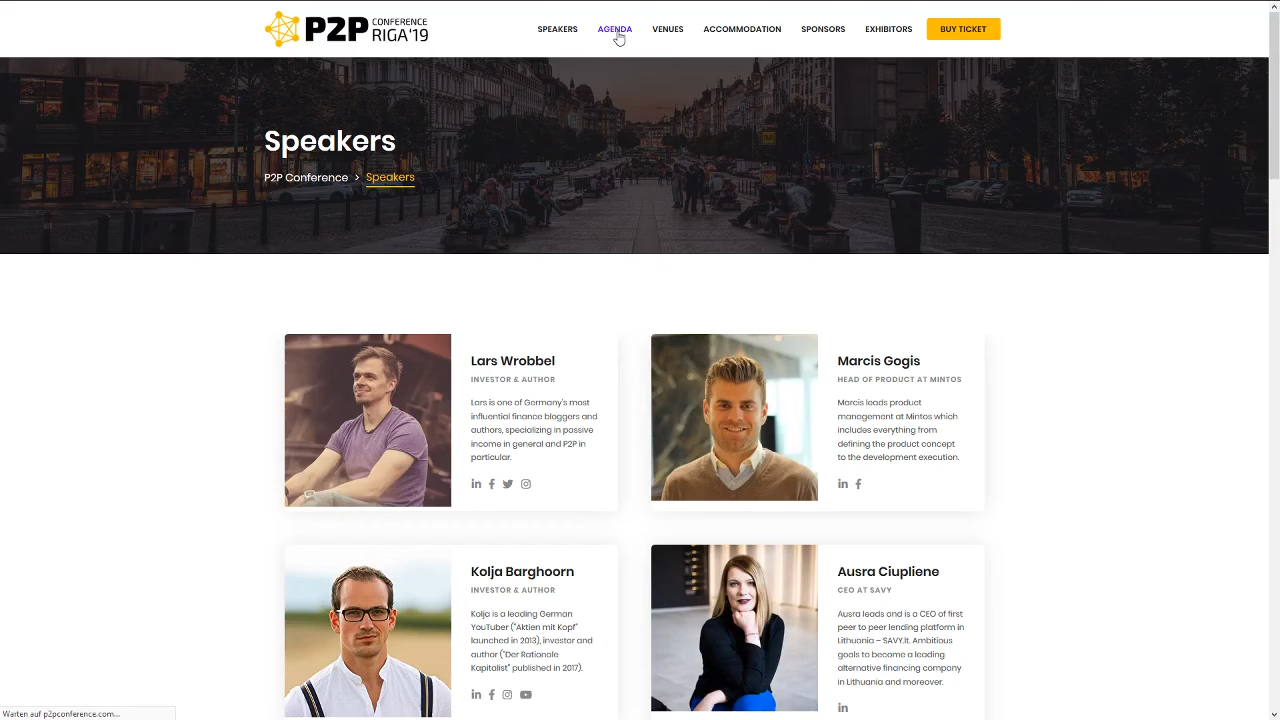 P2P CONFERENCE RIGA'19
SPEAKERS AGENDA VENUES ACCOMMODATION SPONSORS EXHIBITORS BUY TICKET
Speakers
P2P Conference > Speakers
Lars Wrobbel
INVESTOR & AUTHOR
Lars is one of Germany's most
influential finance bloggers and
authors, specializing in passive
income in general and P2P in
particular.
Marcis Gogis
HEAD OF PRODUCT AT MINTOS
Marcis leads product
management at Mintos which
includes everything from
defining the product concept
to the development execution.
Kolja Barghoorn
INVESTOR & AUTHOR
Kolja is a leading German
YouTuber ("Aktien mit Kopf"
launched in 2013), investor and
author ("Der Rationale
Kapitalist" published in 2017).
Ausra Ciupliene
CEO AT SAVY
Ausra leads and is a CEO of first
peer to peer lending platform in
Lithuania – SAVY.lt. Ambitious
goals to become a leading
alternative financing company
in Lithuania and moreover.
Warten auf p2pconference.com...